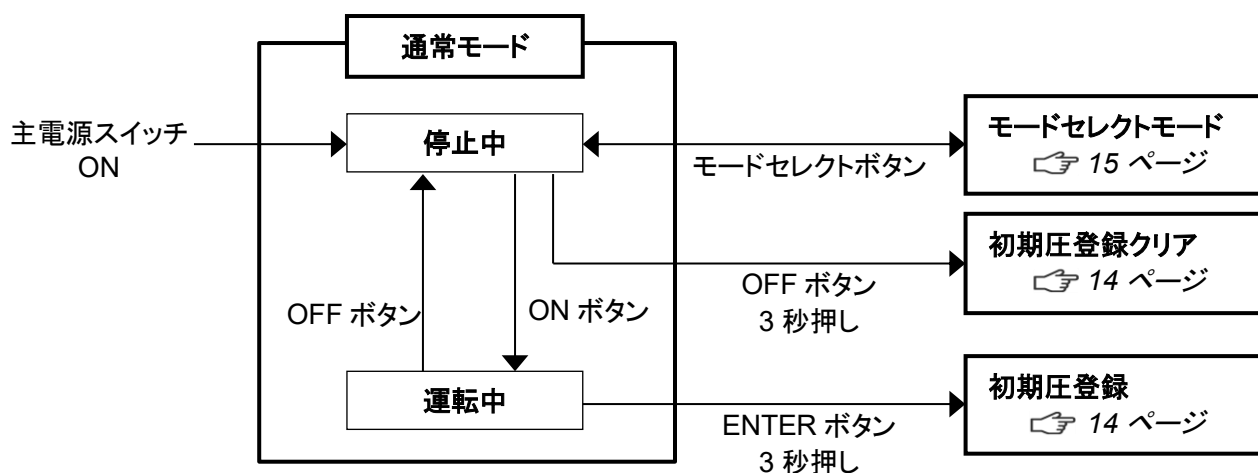 通常モード
主電源スイッチ
ON
停止中
モードセレクトボタン
モードセレクトモード
☞ 15 ページ
初期圧登録クリア
☞ 14 ページ
OFF ボタン
3 秒押し
OFF ボタン
ON ボタン
運転中
ENTER ボタン
3 秒押し
初期圧登録
☞ 14 ページ